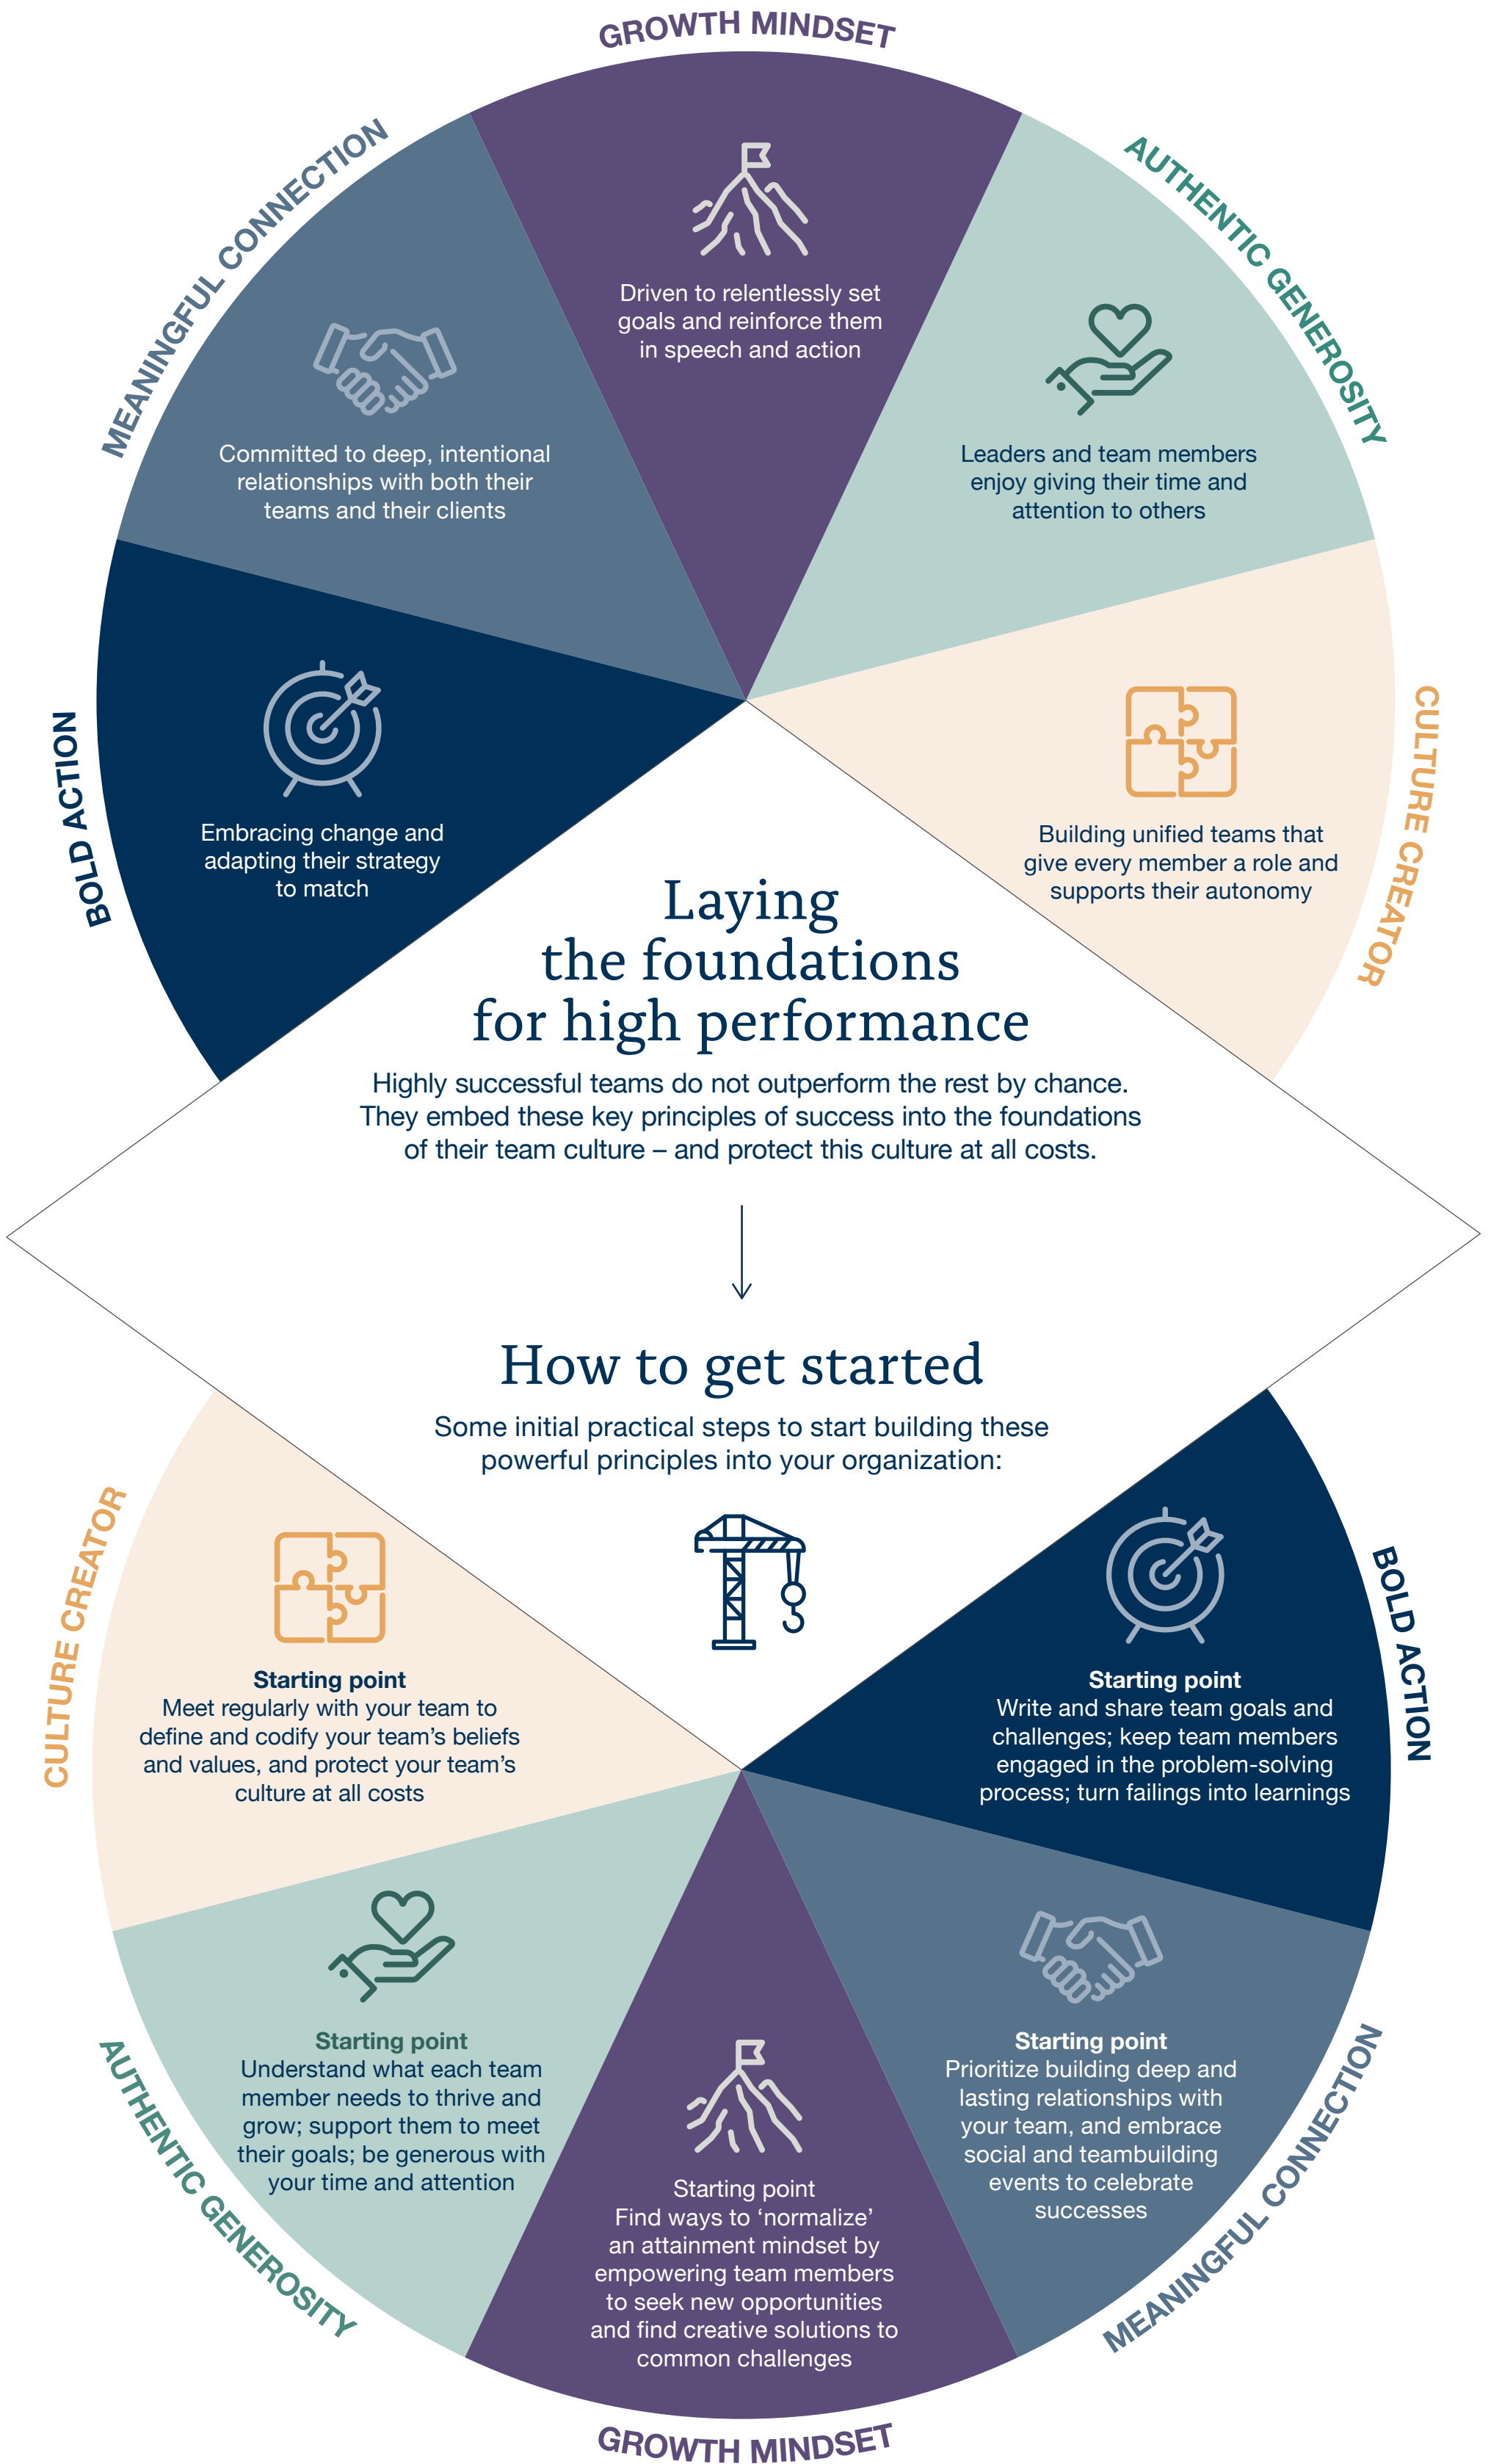 GROWTH MINDSET
Driven to relentlessly set
goals and reinforce them
in speech and action
MEANINGFUL CONNECTION
Committed to deep, intentional
relationships with both their
teams and their clients
AUTHENTIC GENEROSITY
Leaders and team members
enjoy giving their time and
attention to others
BOLD ACTION
Embracing change and
adapting their strategy
to match
CULTURE CREATOR
Building unified teams that
give every member a role and
supports their autonomy
Laying
the foundations
for high performance
Highly successful teams do not outperform the rest by chance.
They embed these key principles of success into the foundations
of their team culture – and protect this culture at all costs.
How to get started
Some initial practical steps to start building these
powerful principles into your organization:
CULTURE CREATOR
Starting point
Meet regularly with your team to
define and codify your team’s beliefs
and values, and protect your team’s
culture at all costs
BOLD ACTION
Starting point
Write and share team goals and
challenges; keep team members
engaged in the problem-solving
process; turn failings into learnings
AUTHENTIC GENEROSITY
Starting point
Understand what each team
member needs to thrive and
grow; support them to meet
their goals; be generous with
your time and attention
MEANINGFUL CONNECTION
Starting point
Prioritize building deep and
lasting relationships with
your team, and embrace
social and teambuilding
events to celebrate
successes
Starting point
Find ways to ‘normalize’
an attainment mindset by
empowering team members
to seek new opportunities
and find creative solutions to
common challenges
GROWTH MINDSET